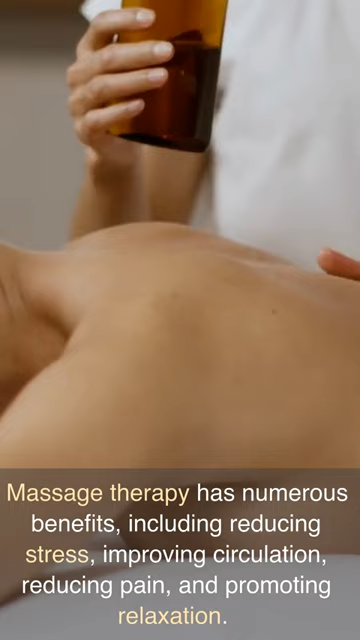 Massage therapy has numerous
benefits, including reducing
stress, improving circulation,
reducing pain, and promoting
relaxation.